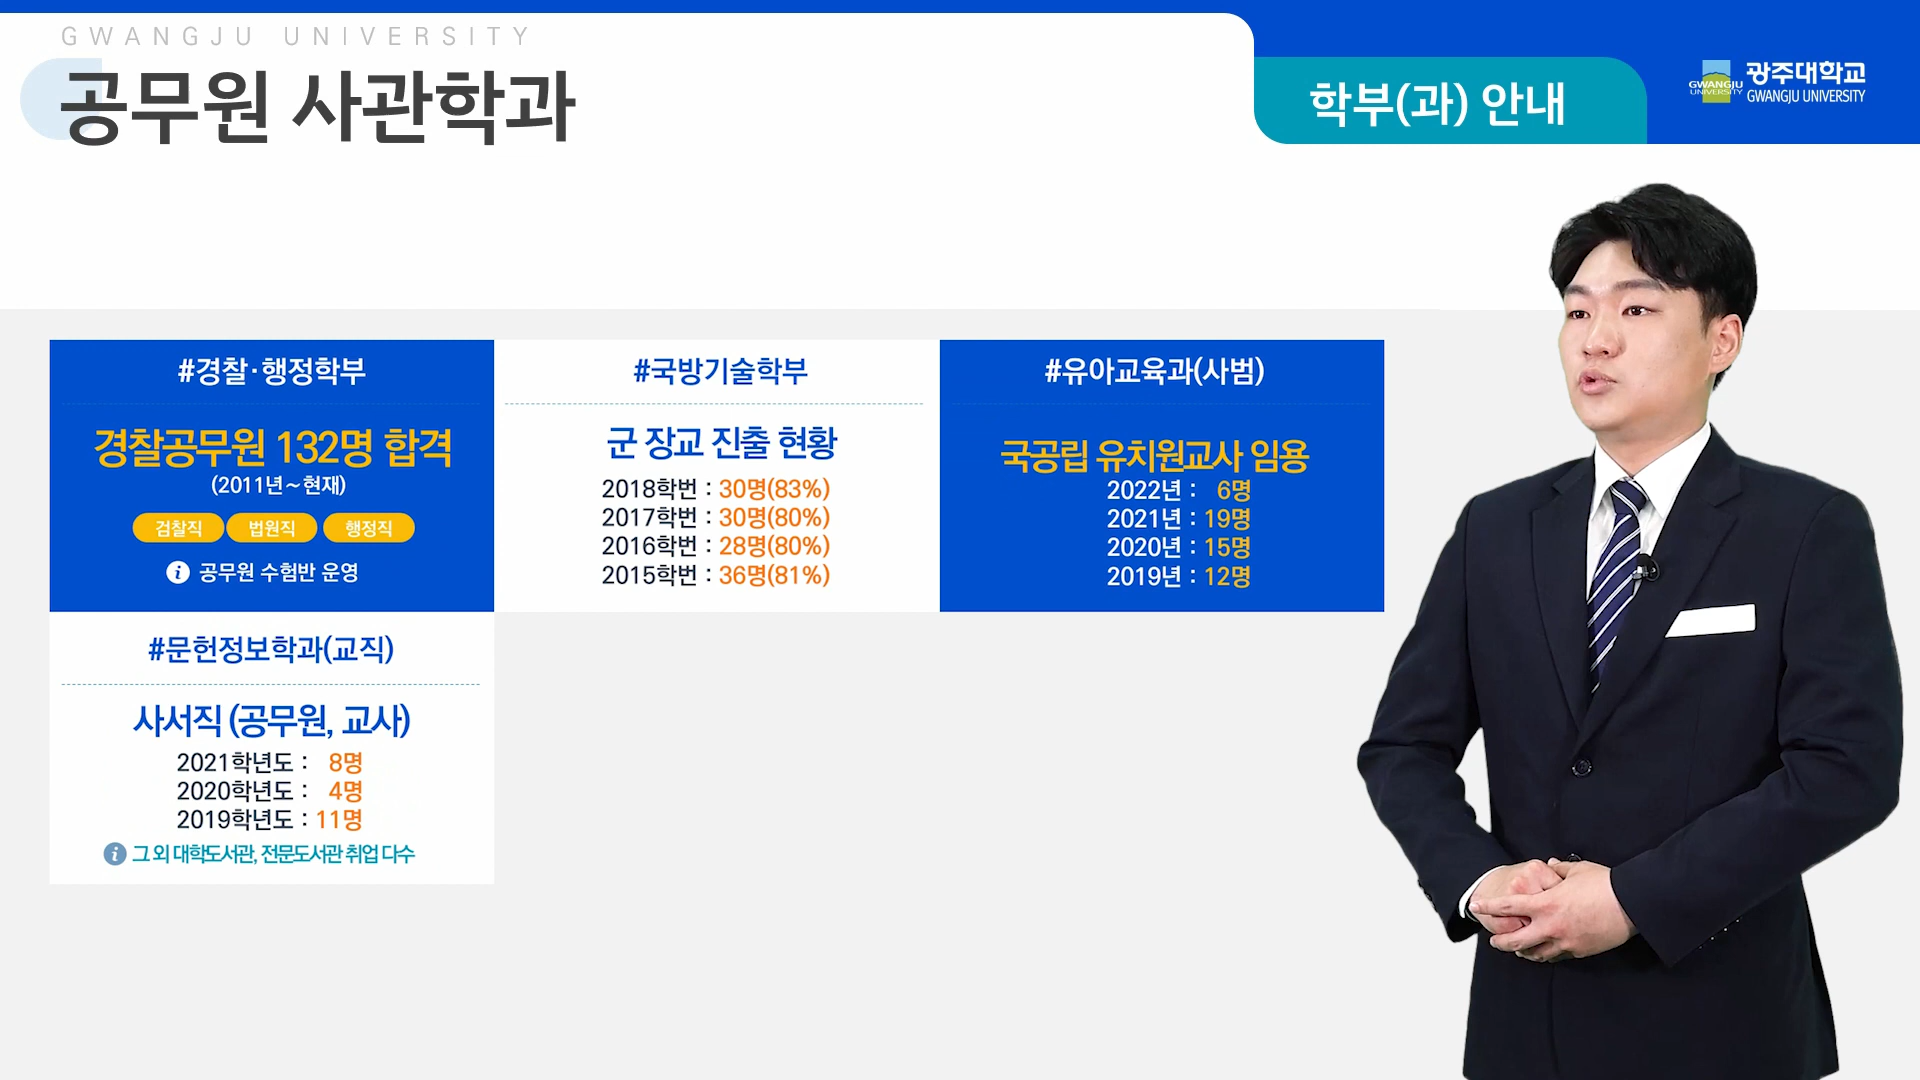 GWANGJU UNIVERSITY
공무원 사관학과
학부(과) 안내
GWANGJU
UNIVERSITY
광주대학교
GWANGJU UNIVERSITY
#경찰·행정학부
경찰공무원 132명 합격
(2011년~현재)
검찰직 법원직 행정직
i 공무원 수험반 운영
#국방기술학부
군 장교 진출 현황
2018학번 : 30명(83%)
2017학번 : 30명(80%)
2016학번 : 28명(80%)
2015학번 : 36명(81%)
#유아교육과(사범)
국공립 유치원교사 임용
2022년 : 6명
2021년 : 19명
2020년 : 15명
2019년 : 12명
#문헌정보학과(교직)
사서직 (공무원, 교사)
2021학년도 : 8명
2020학년도 : 4명
2019학년도 : 11명
i 그 외 대학도서관, 전문도서관 취업 다수